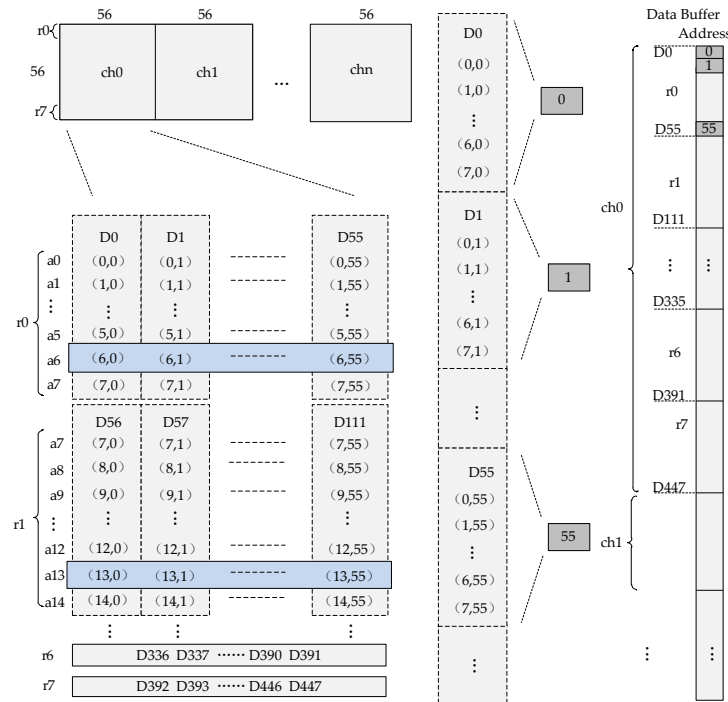 56 56 56
r0
56
r7
ch0 ch1 ... chn
D0 D1 D55
a0 (0,0) (0,1) (0,55)
a1 (1,0) (1,1) (1,55)
⋮ ⋮ ⋮ ⋮
r0
a5 (5,0) (5,1) (5,55)
a6 (6,0) (6,1) (6,55)
a7 (7,0) (7,1) (7,55)
D56 D57 D111
a7 (7,0) (7,1) (7,55)
a8 (8,0) (8,1) (8,55)
a9 (9,0) (9,1) (9,55)
r1
⋮ ⋮ ⋮ ⋮
a12 (12,0) (12,1) (12,55)
a13 (13,0) (13,1) (13,55)
a14 (14,0) (14,1) (14,55)
⋮ ⋮ ⋮
r6 D336 D337 ······ D390 D391
r7 D392 D393 ······ D446 D447
D0
(0,0)
(1,0)
⋮
(6,0)
(7,0)
0
D1
(0,1)
(1,1)
⋮
(6,1)
(7,1)
1
⋮
D55
(0,55)
(1,55)
⋮
(6,55)
(7,55)
55
⋮
Data Buffer
Address
D0 0
1
r0
D55 55
r1
ch0
D111
⋮ ⋮
D335
r6
D391
r7
D447
ch1
⋮ ⋮